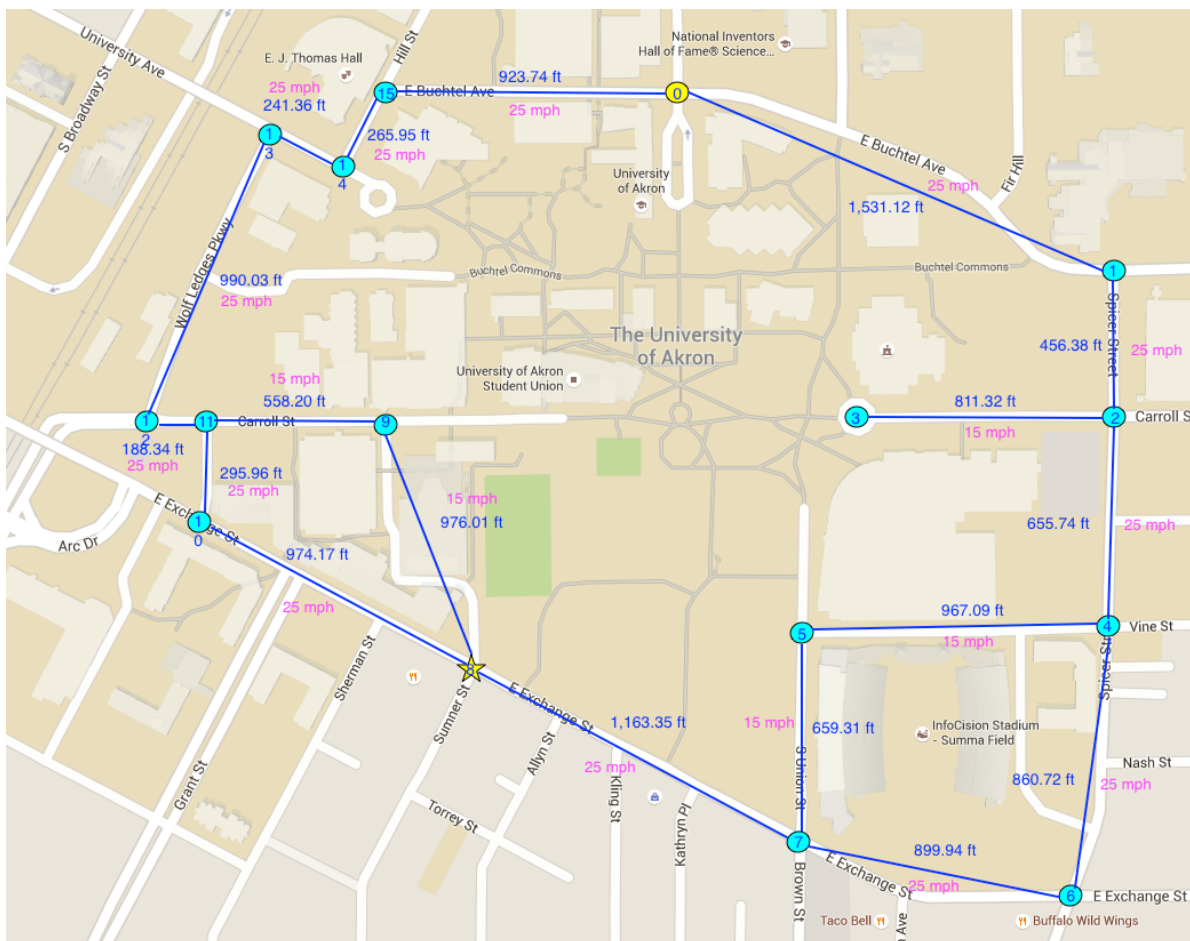 National Inventors
Hall of Fame® Science...
University Ave
Hill St
E. J. Thomas Hall
S Broadway St
25 mph
241.36 ft
15
E Buchtel Ave
923.74 ft
25 mph
0
265.95 ft
25 mph
1
3
1
4
E Buchtel Ave
Fir Hill
25 mph
1,531.12 ft
University
of Akron
Wolf Ledges Pkwy
990.03 ft
25 mph
Buchtel Commons
Buchtel Commons
1
Spicer Street
456.38 ft
25 mph
The University
of Akron
University of Akron
Student Union
15 mph
558.20 ft
1
2
11
Carroll St
9
188.34 ft
25 mph
295.96 ft
25 mph
3
811.32 ft
15 mph
2
Carroll S
15 mph
976.01 ft
1
0
E Exchange St
Arc Dr
974.17 ft
25 mph
655.74 ft
25 mph
967.09 ft
15 mph
5
4
Vine St
Spicer Str
8
Sherman St
Sumner St
E Exchange St
Allyn St
1,163.35 ft
25 mph
15 mph
659.31 ft
S Union St
InfoCision Stadium
- Summa Field
860.72 ft
25 mph
Nash St
Grant St
Torrey St
Kling St
Kathryn Pl
7
E Exchange St
899.94 ft
25 mph
6
E Exchange St
Brown St
n Ave
Taco Bell
Buffalo Wild Wings